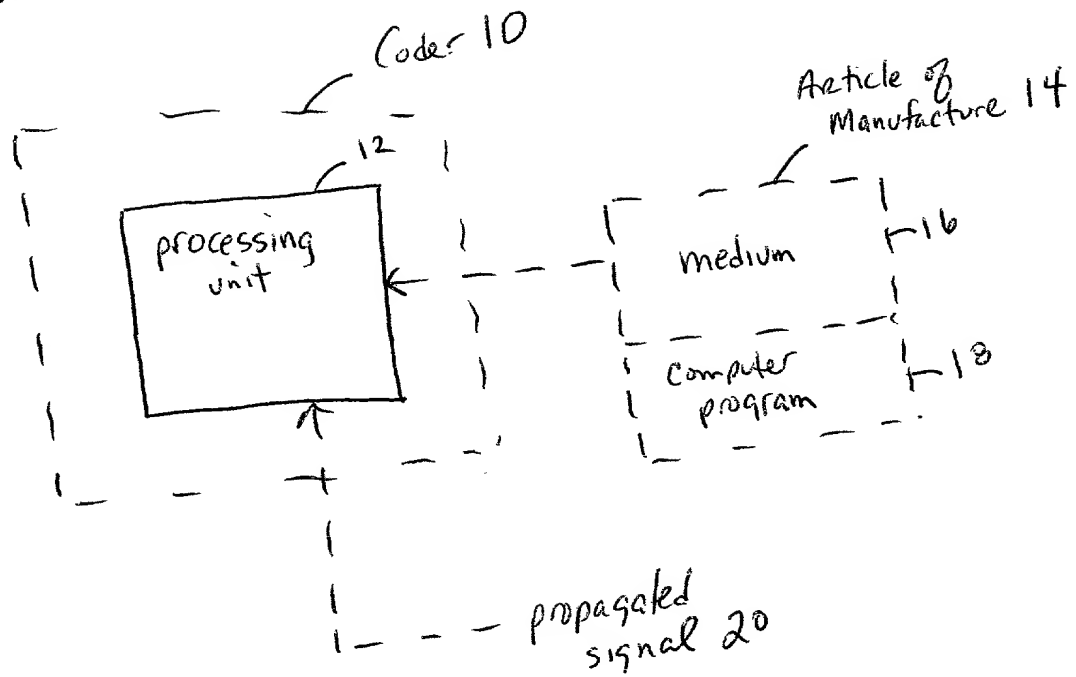 Coder 10
Article of
Manufacture 14
12
processing
unit
medium
16
computer
program
18
propagated
signal 20